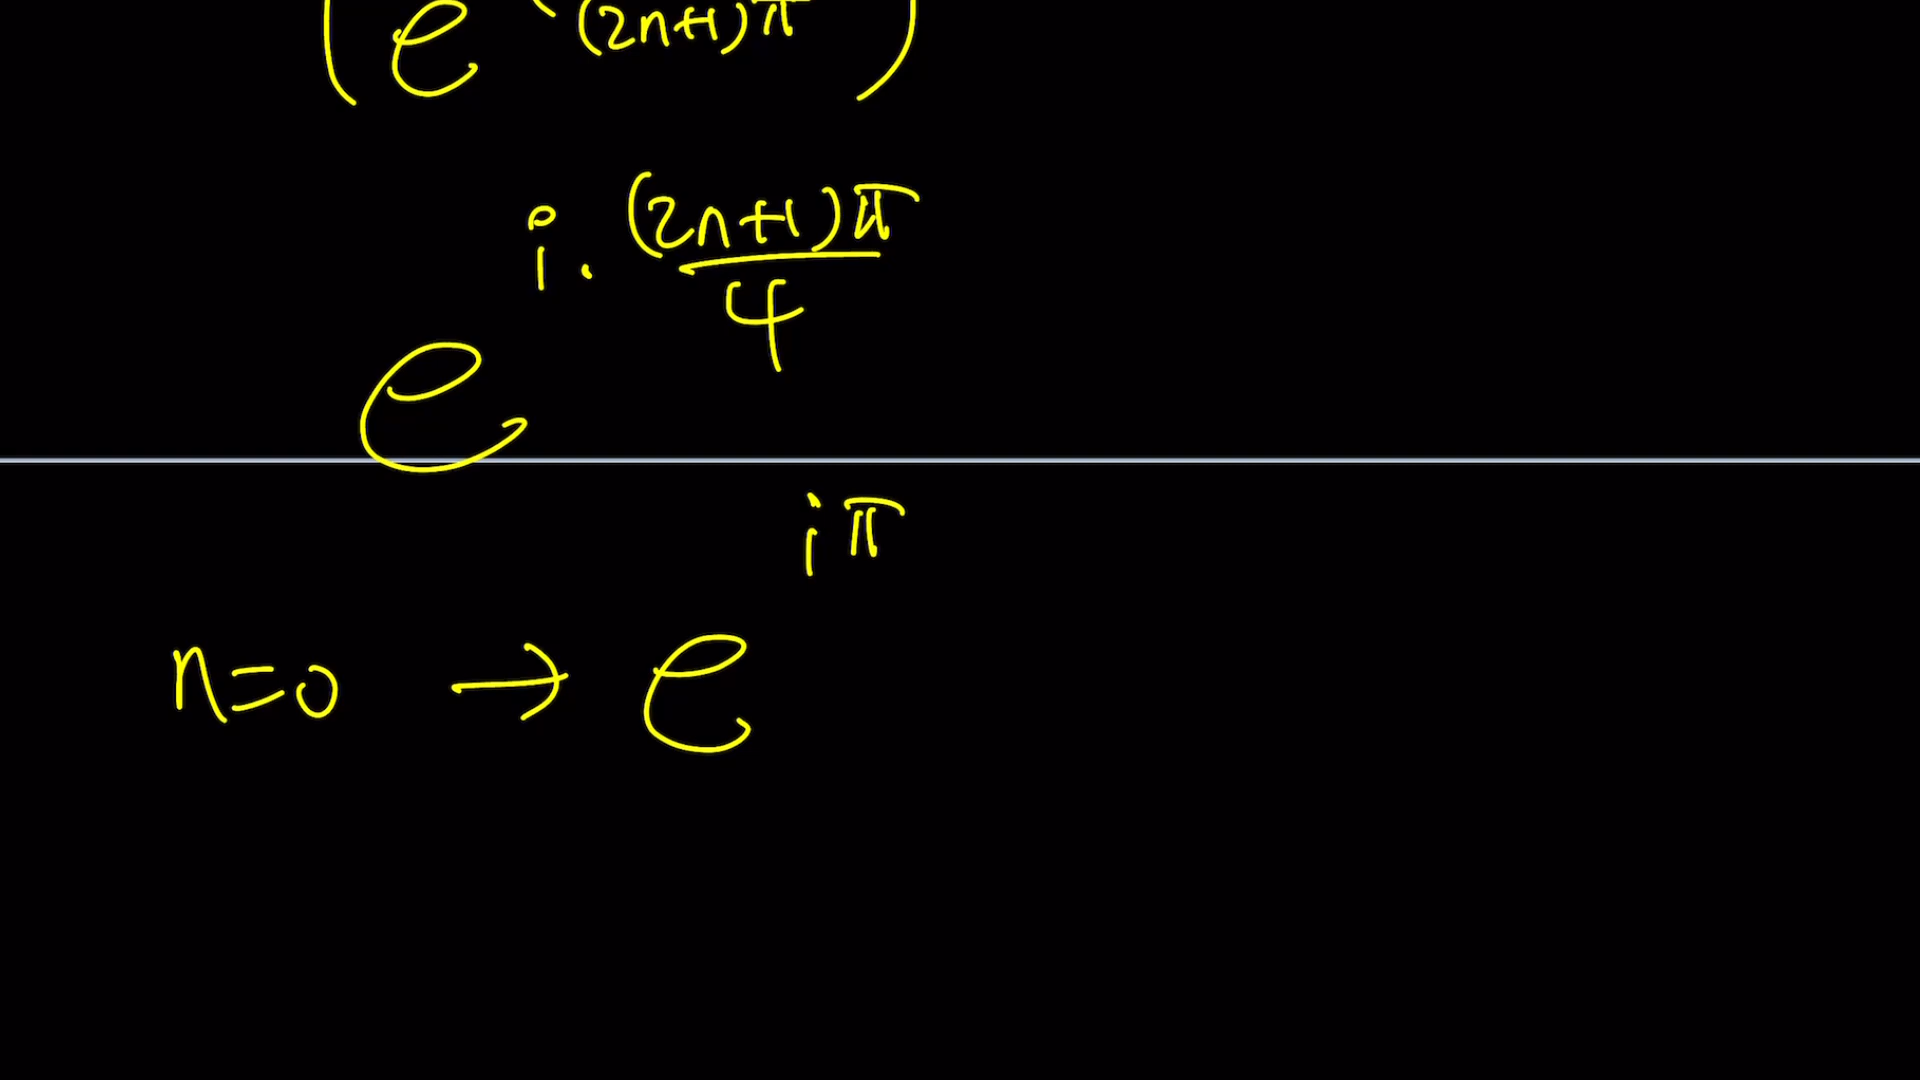 (e (2n+1)π)
e i.(2n+1)π/4
n=0 → e iπ